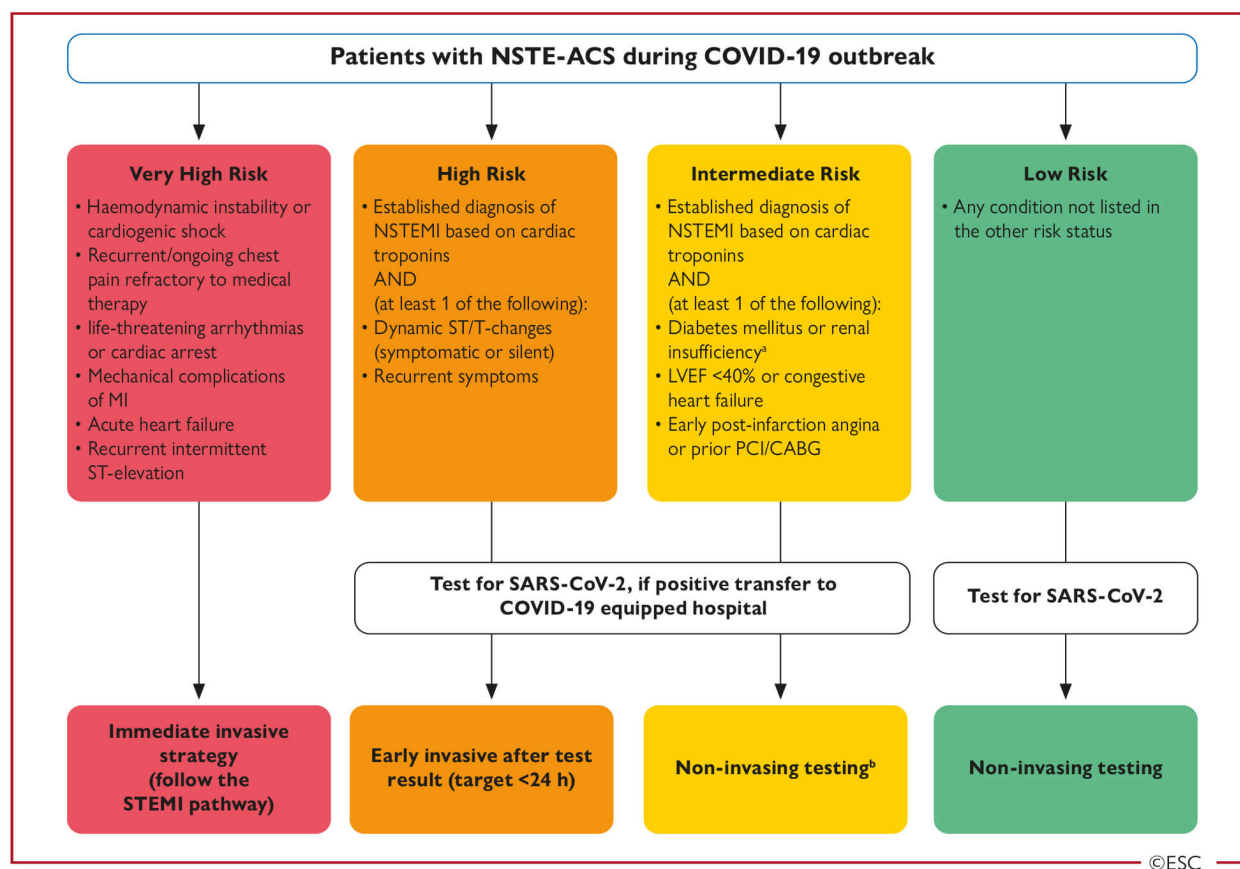 Patients with NSTE-ACS during COVID-19 outbreak
Very High Risk
• Haemodynamic instability or
cardiogenic shock
• Recurrent/ongoing chest
pain refractory to medical
therapy
• life-threatening arrhythmias
or cardiac arrest
• Mechanical complications
of MI
• Acute heart failure
• Recurrent intermittent
ST-elevation
High Risk
• Established diagnosis of
NSTEMI based on cardiac
troponins
AND
(at least 1 of the following):
• Dynamic ST/T-changes
(symptomatic or silent)
• Recurrent symptoms
Intermediate Risk
• Established diagnosis of
NSTEMI based on cardiac
troponins
AND
(at least 1 of the following):
• Diabetes mellitus or renal
insufficiencyᵃ
• LVEF <40% or congestive
heart failure
• Early post-infarction angina
or prior PCI/CABG
Low Risk
• Any condition not listed in
the other risk status
Test for SARS-CoV-2, if positive transfer to
COVID-19 equipped hospital
Test for SARS-CoV-2
Immediate invasive
strategy
(follow the
STEMI pathway)
Early invasive after test
result (target <24 h)
Non-invasing testingᵇ
Non-invasing testing
©ESC